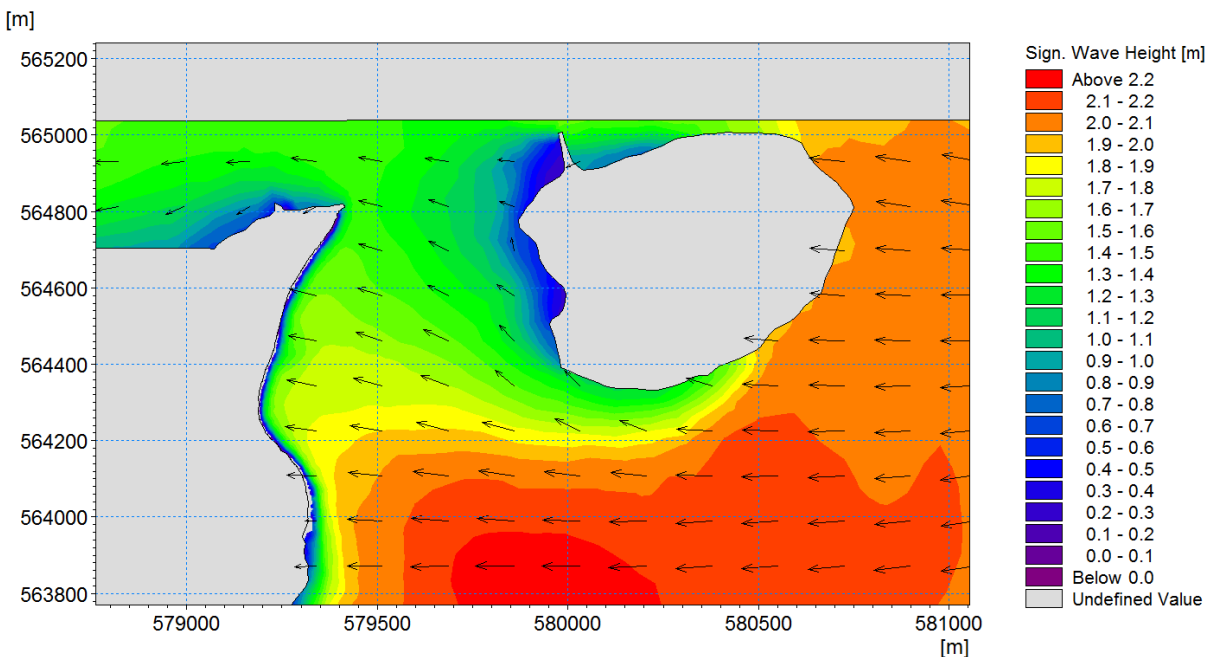 [m]
565200
565000
564800
564600
564400
564200
564000
563800
579000 579500 580000 580500 581000
[m]
Sign. Wave Height [m]
Above 2.2
2.1 - 2.2
2.0 - 2.1
1.9 - 2.0
1.8 - 1.9
1.7 - 1.8
1.6 - 1.7
1.5 - 1.6
1.4 - 1.5
1.3 - 1.4
1.2 - 1.3
1.1 - 1.2
1.0 - 1.1
0.9 - 1.0
0.8 - 0.9
0.7 - 0.8
0.6 - 0.7
0.5 - 0.6
0.4 - 0.5
0.3 - 0.4
0.2 - 0.3
0.1 - 0.2
0.0 - 0.1
Below 0.0
Undefined Value